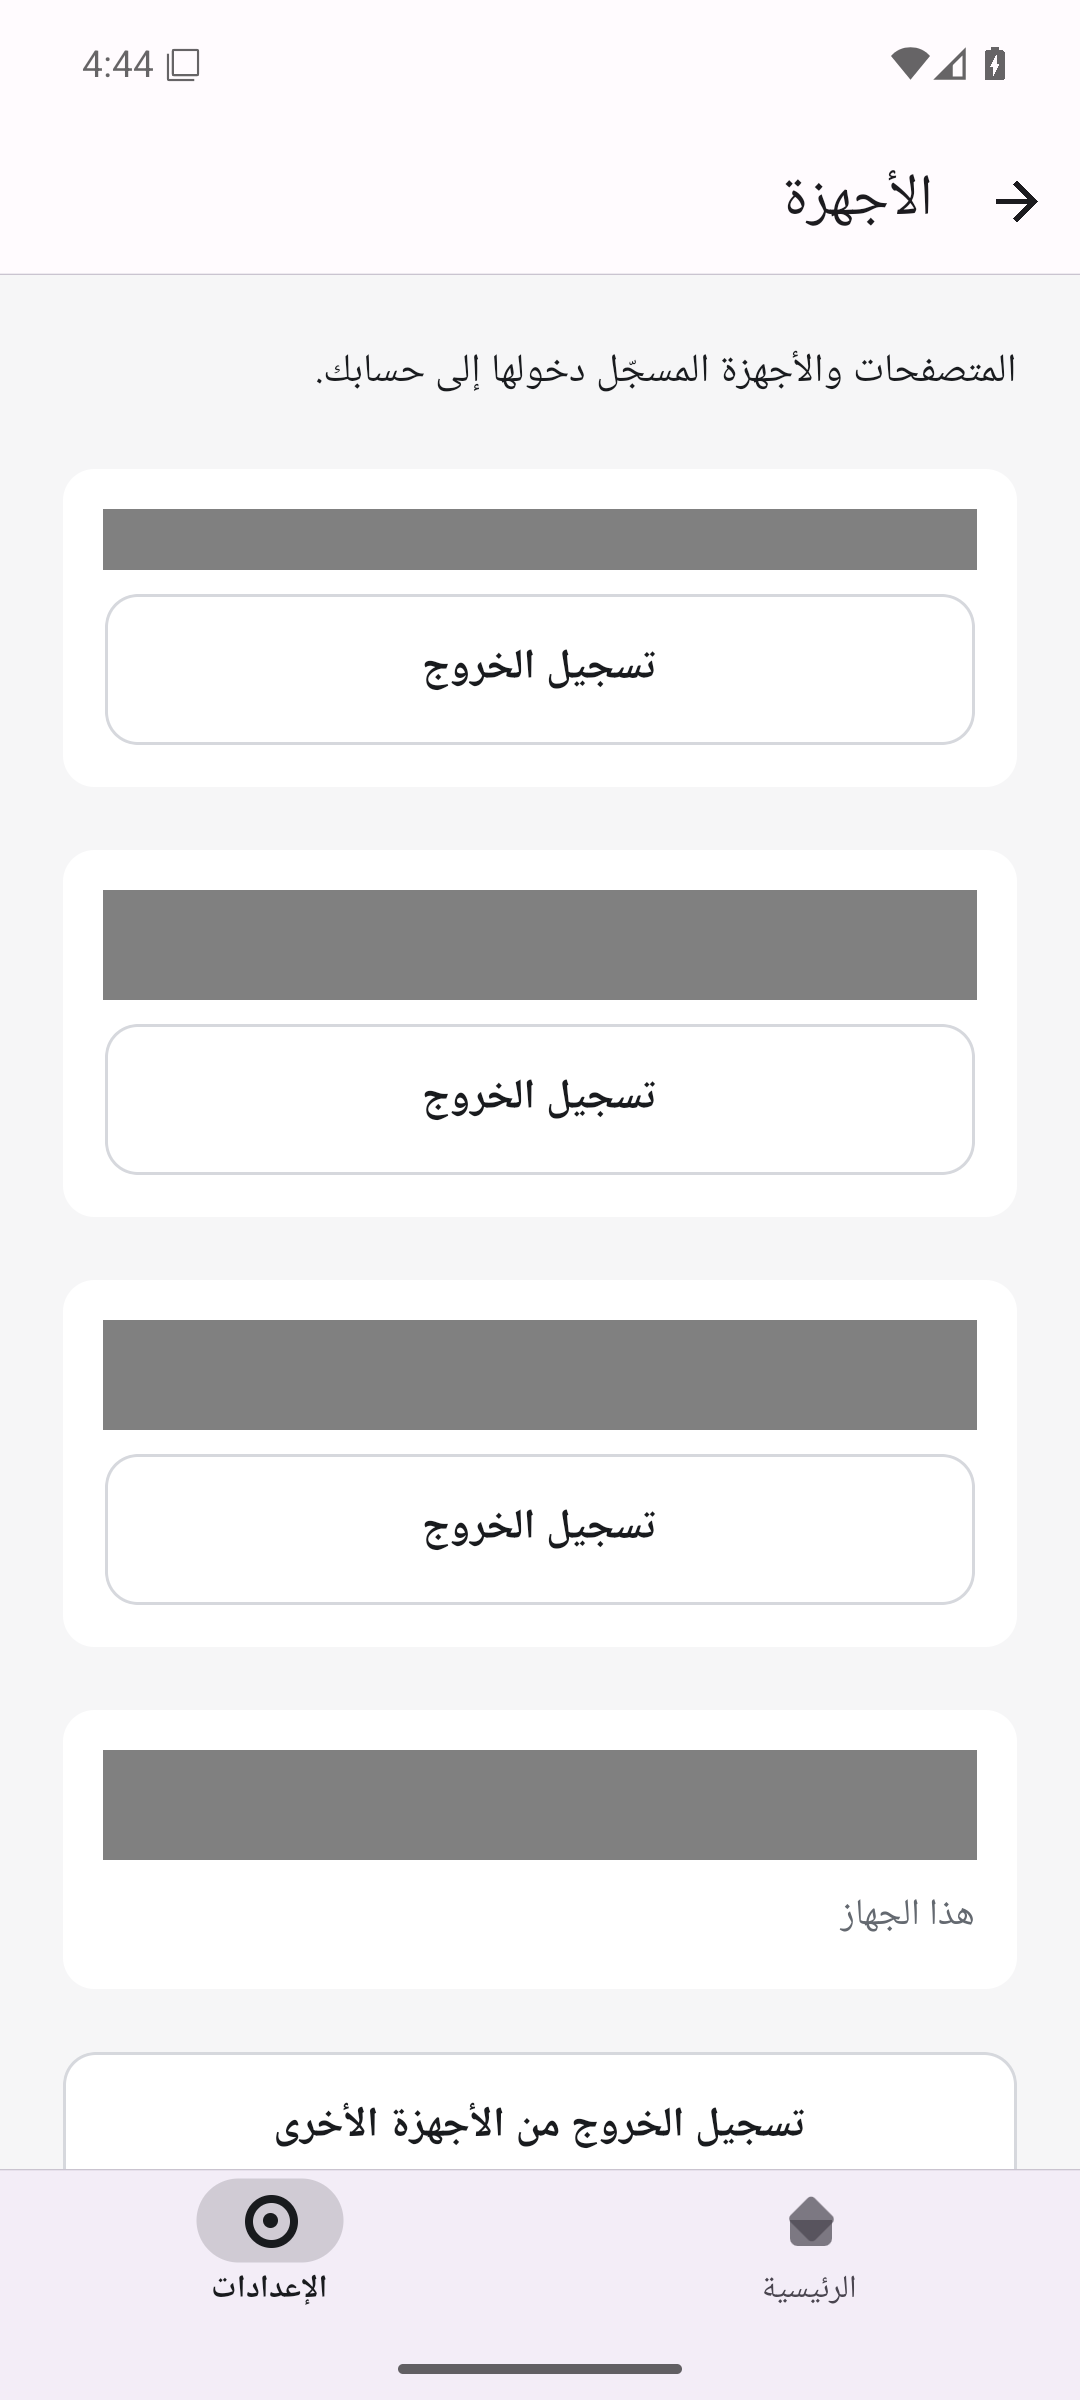 4:44
الأجهزة
المتصفحات والأجهزة المسجّل دخولها إلى حسابك.
تسجيل الخروج
تسجيل الخروج
تسجيل الخروج
هذا الجهاز
تسجيل الخروج من الأجهزة الأخرى
الرئيسية
الإعدادات